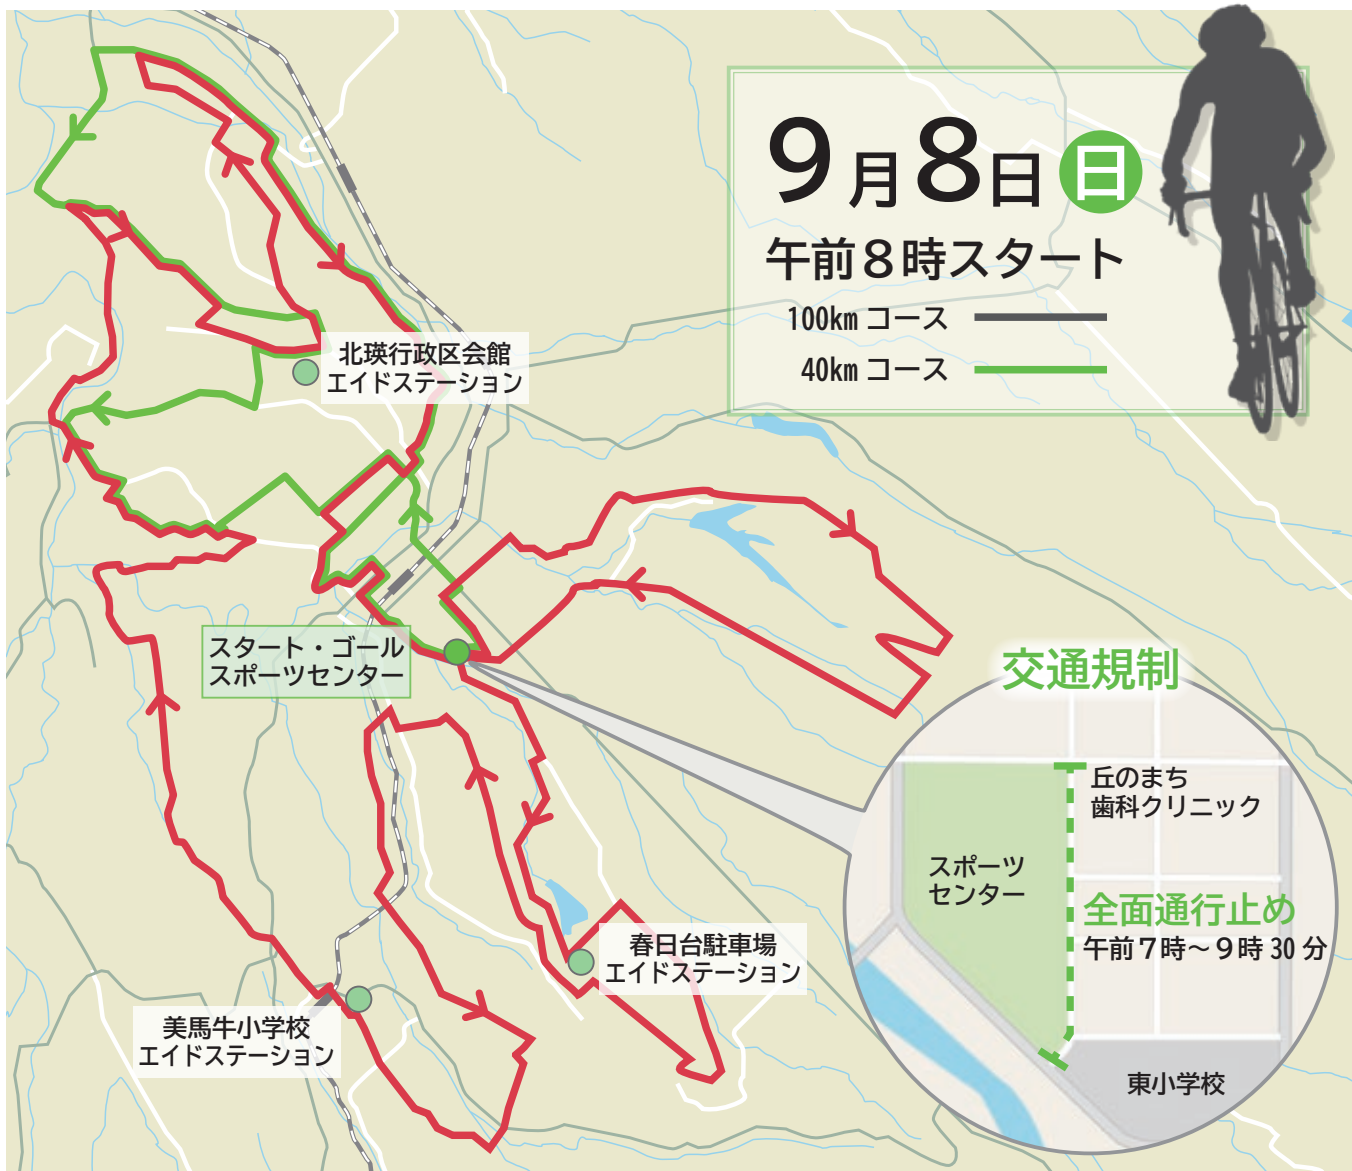 9月8日 日
午前8時スタート
100km コース
40km コース
北瑛行政区会館
エイドステーション
スタート・ゴール
スポーツセンター
交通規制
丘のまち
歯科クリニック
スポーツ
センター
全面通行止め
午前7時～9時30分
春日台駐車場
エイドステーション
美馬牛小学校
エイドステーション
東小学校